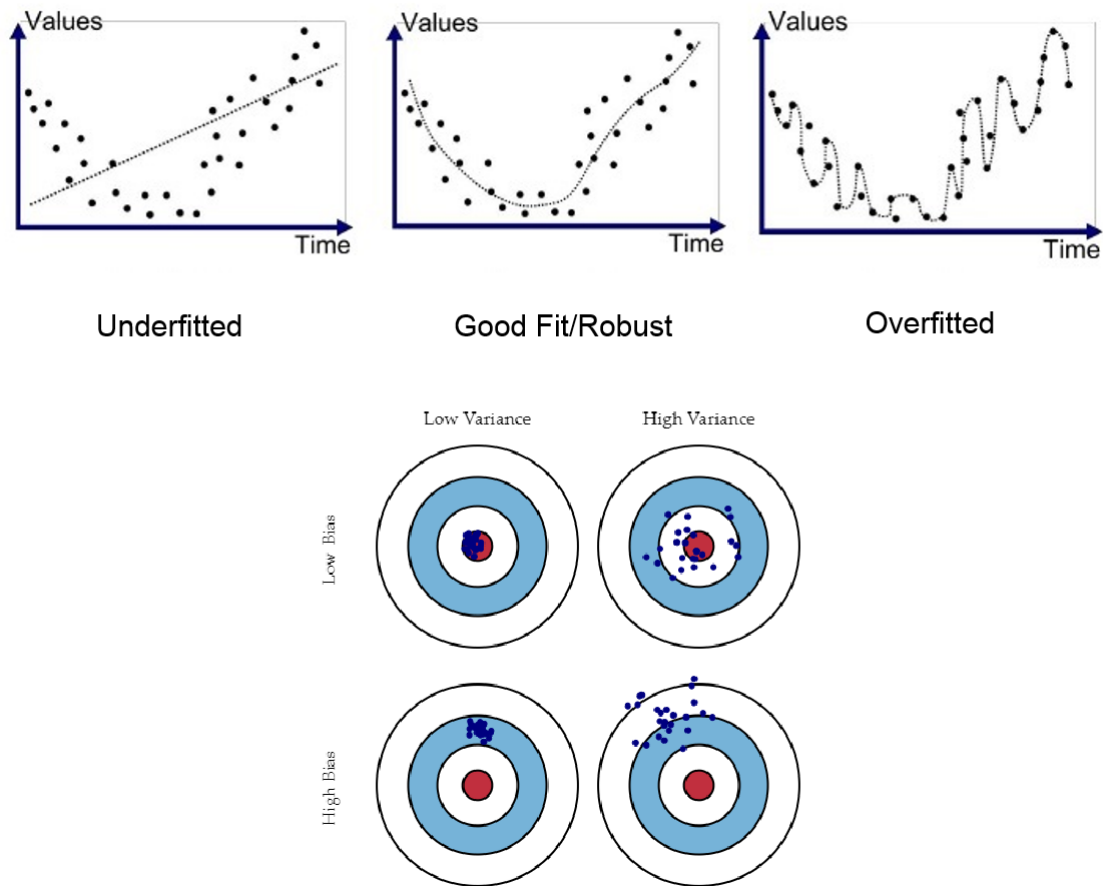 Values
Values
Values
Time
Time
Time
Underfitted
Good Fit/Robust
Overfitted
Low Variance
High Variance
Low Bias
High Bias